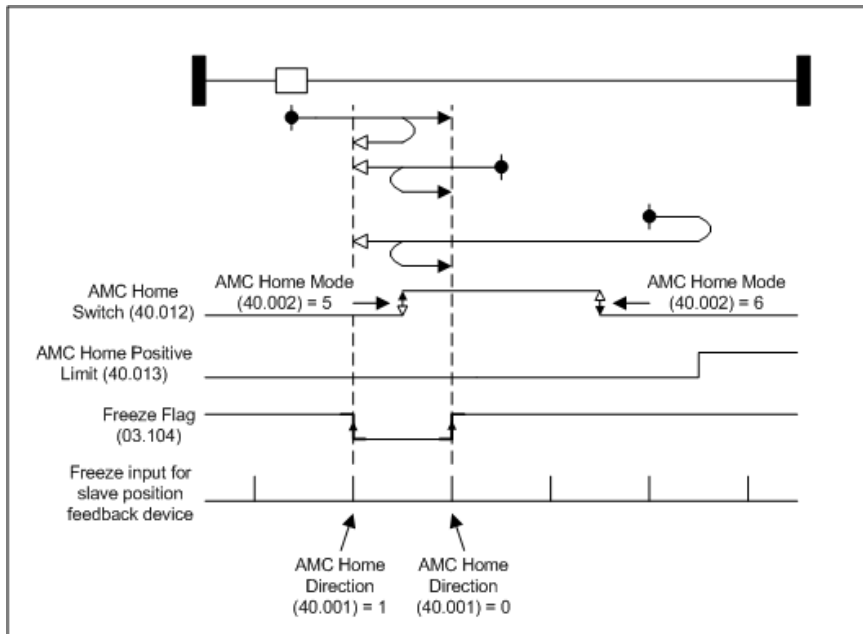 AMC Home Mode
(40.002) = 5
AMC Home Mode
(40.002) = 6
AMC Home
Switch (40.012)
AMC Home Positive
Limit (40.013)
Freeze Flag
(03.104)
Freeze input for
slave position
feedback device
AMC Home
Direction
(40.001) = 1
AMC Home
Direction
(40.001) = 0